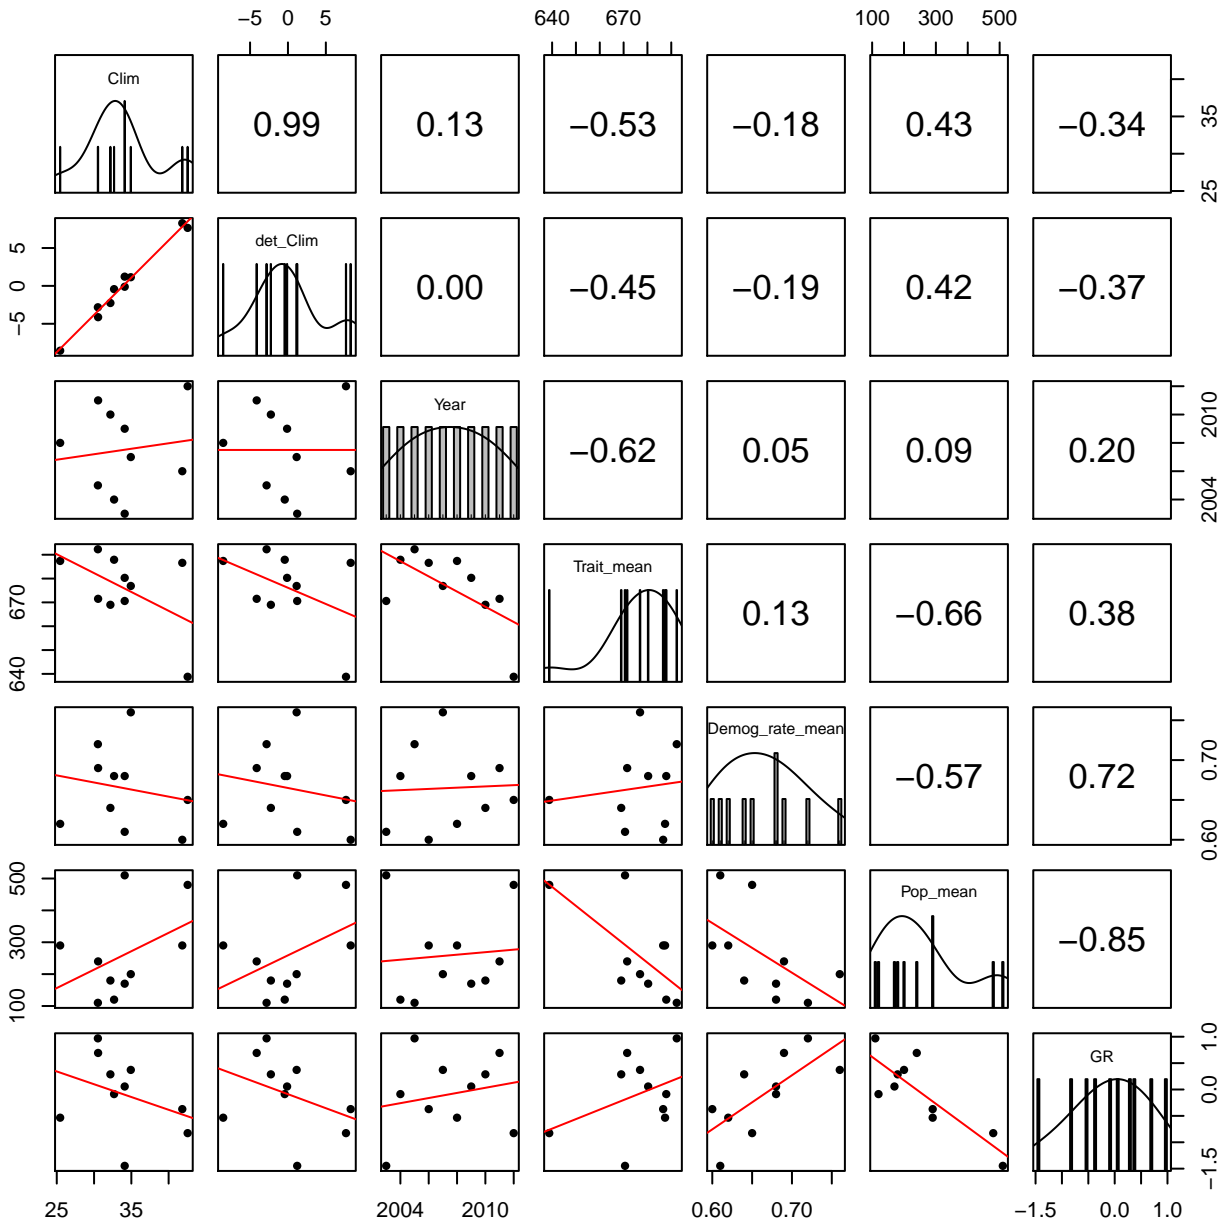 −5 0 5 640 670 100 300 500
Clim 0.99 0.13 −0.53 −0.18 0.43 −0.34 25 35
−5 0 5 det_Clim 0.00 −0.45 −0.19 0.42 −0.37
Year −0.62 0.05 0.09 0.20 2004 2010
640 670 Trait_mean 0.13 −0.66 0.38
Demog_rate_mean −0.57 0.72 0.60 0.70
100 300 500 Pop_mean −0.85
GR −1.5 0.0 1.0
25 35 2004 2010 0.60 0.70 −1.5 0.0 1.0